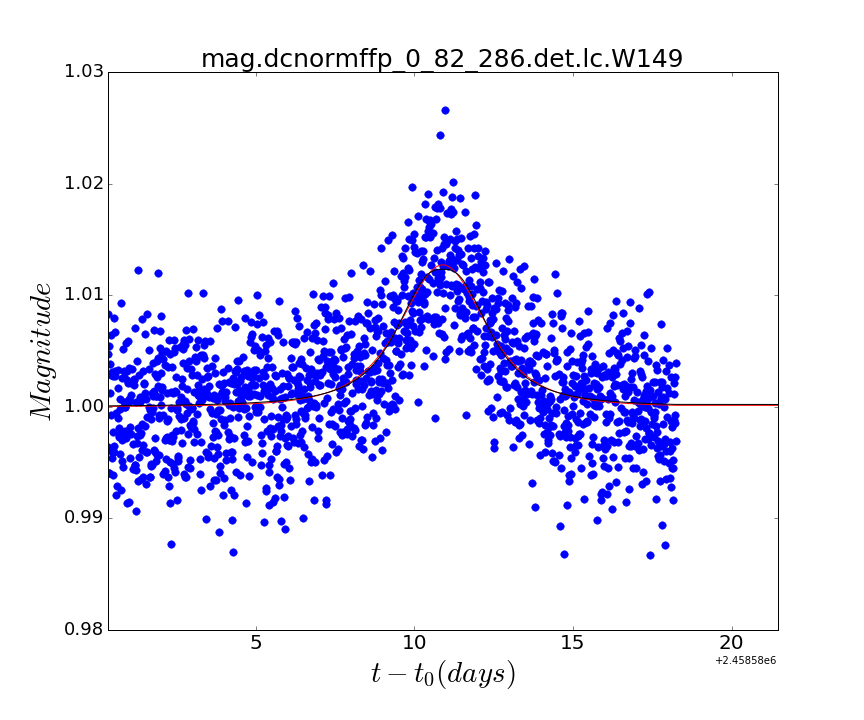 mag.dcnormffp_0_82_286.det.lc.W149
1.03
1.02
1.01
1.00
0.99
0.98
Magnitude
5 10 15 20
+2.45858e6
t − t₀(days)